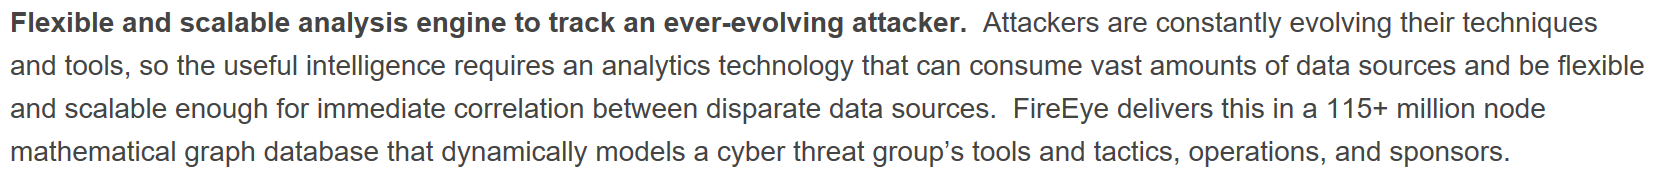 Flexible and scalable analysis engine to track an ever-evolving attacker.  Attackers are constantly evolving their techniques
and tools, so the useful intelligence requires an analytics technology that can consume vast amounts of data sources and be flexible
and scalable enough for immediate correlation between disparate data sources.  FireEye delivers this in a 115+ million node
mathematical graph database that dynamically models a cyber threat group’s tools and tactics, operations, and sponsors.